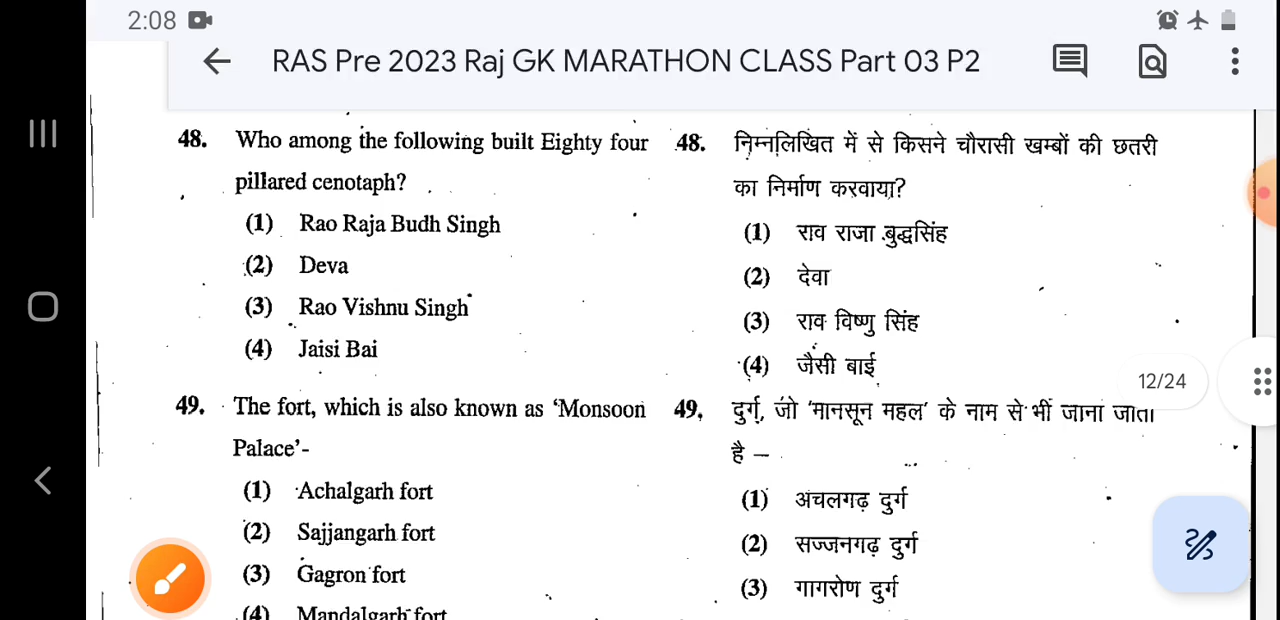 2:08
RAS Pre 2023 Raj GK MARATHON CLASS Part 03 P2
48. Who among the following built Eighty four
pillared cenotaph?
(1) Rao Raja Budh Singh
(2) Deva
(3) Rao Vishnu Singh
(4) Jaisi Bai
49. The fort, which is also known as ‘Monsoon
Palace’-
(1) Achalgarh fort
(2) Sajjangarh fort
(3) Gagron fort
(4) Mandalgarh fort
48. निम्नलिखित में से किसने चौरासी खम्बों की छतरी
का निर्माण करवाया?
(1) राव राजा बुद्धसिंह
(2) देवा
(3) राव विष्णु सिंह
(4) जैसी बाई
49. दुर्ग, जो ‘मानसून महल’ के नाम से भी जाना जाता
है –
(1) अचलगढ़ दुर्ग
(2) सज्जनगढ़ दुर्ग
(3) गागरोण दुर्ग
12/24